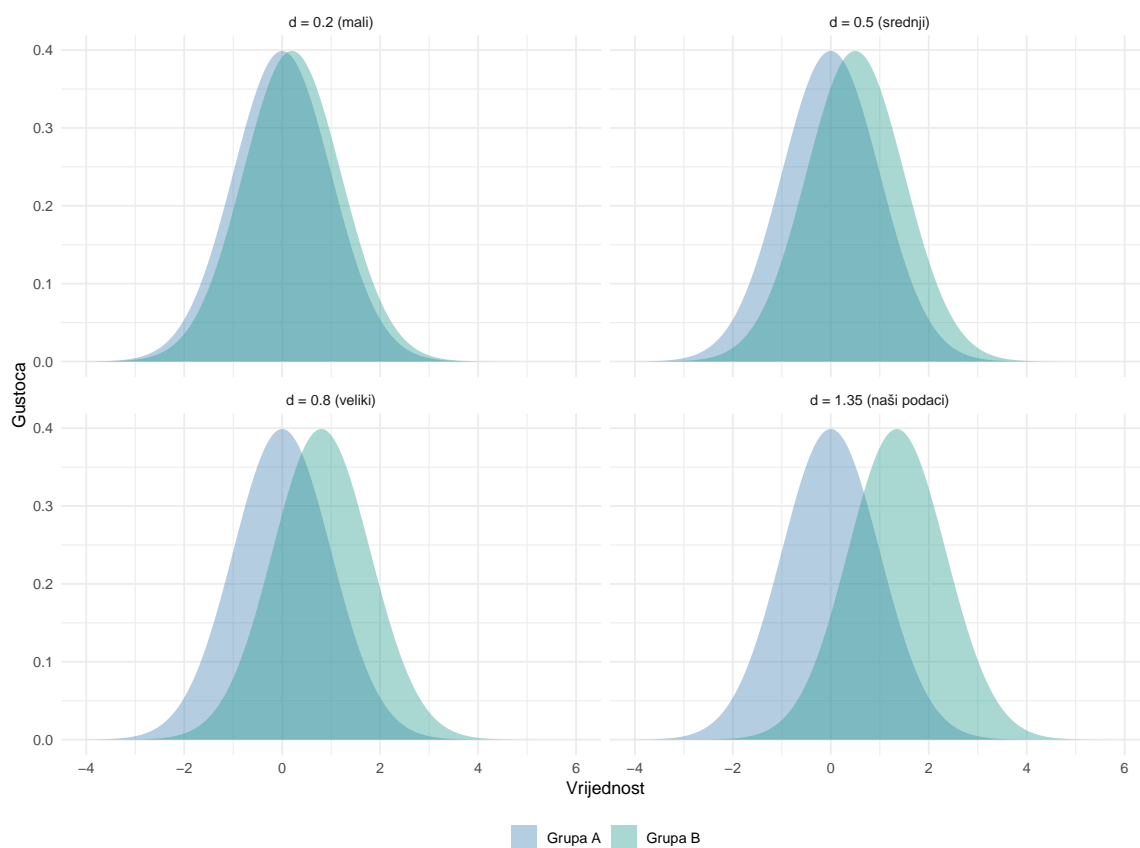 d = 0.2 (mali)
d = 0.5 (srednji)
0.4
0.3
0.2
0.1
0.0
d = 0.8 (veliki)
d = 1.35 (naši podaci)
0.4
0.3
0.2
0.1
0.0
Gustoca
−4 −2 0 2 4 6
−4 −2 0 2 4 6
Vrijednost
Grupa A
Grupa B